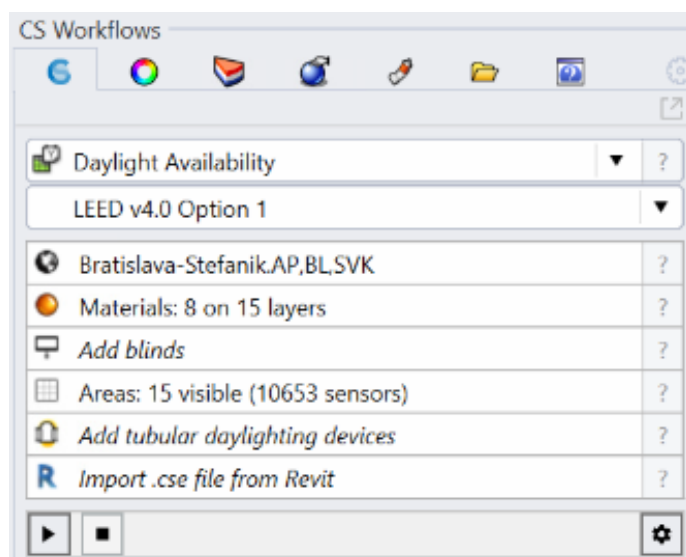 CS Workflows
Daylight Availability
?
LEED v4.0 Option 1
Bratislava-Stefanik.AP,BL,SVK
?
Materials: 8 on 15 layers
?
Add blinds
?
Areas: 15 visible (10653 sensors)
?
Add tubular daylighting devices
?
R Import .cse file from Revit
?